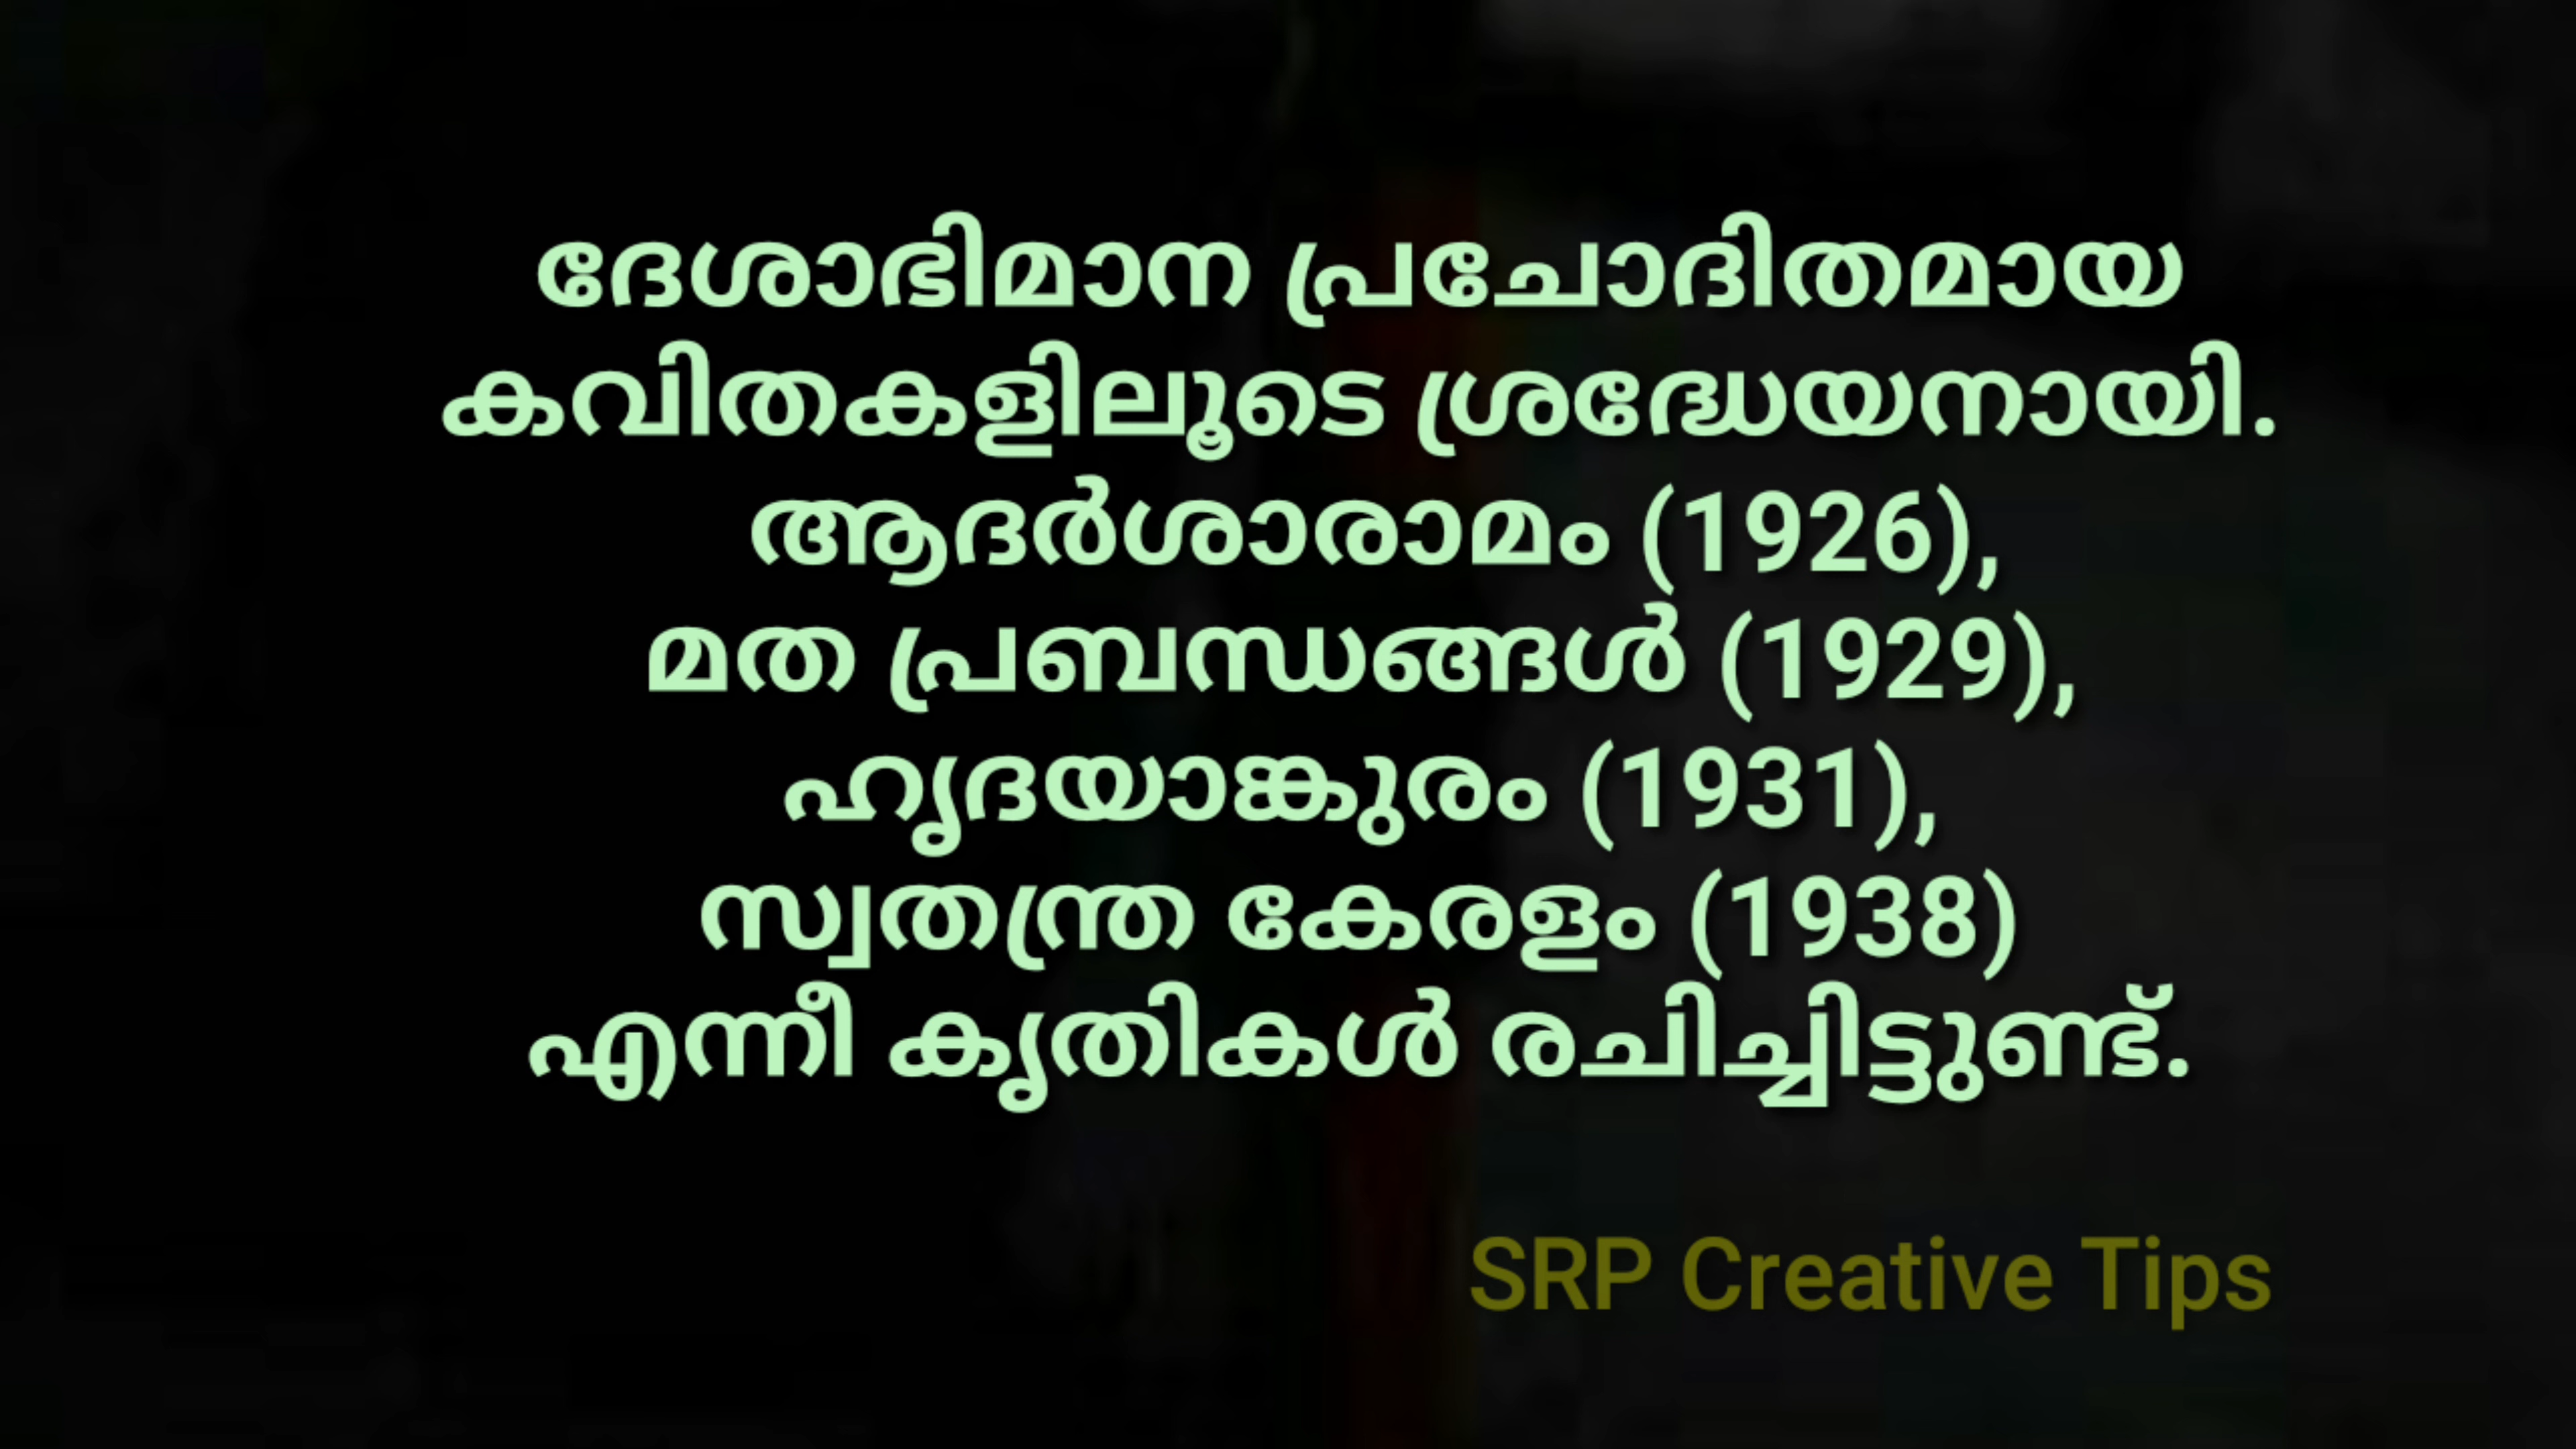 ദേശാഭിമാന പ്രചോദിതമായ
കവിതകളിലൂടെ ശ്രദ്ധേയനായി.
ആദർശാരാമം (1926),
മത പ്രബന്ധങ്ങൾ (1929),
ഹൃദയാങ്കുരം (1931),
സ്വതന്ത്ര കേരളം (1938)
എന്നീ കൃതികൾ രചിച്ചിട്ടുണ്ട്.
SRP Creative Tips